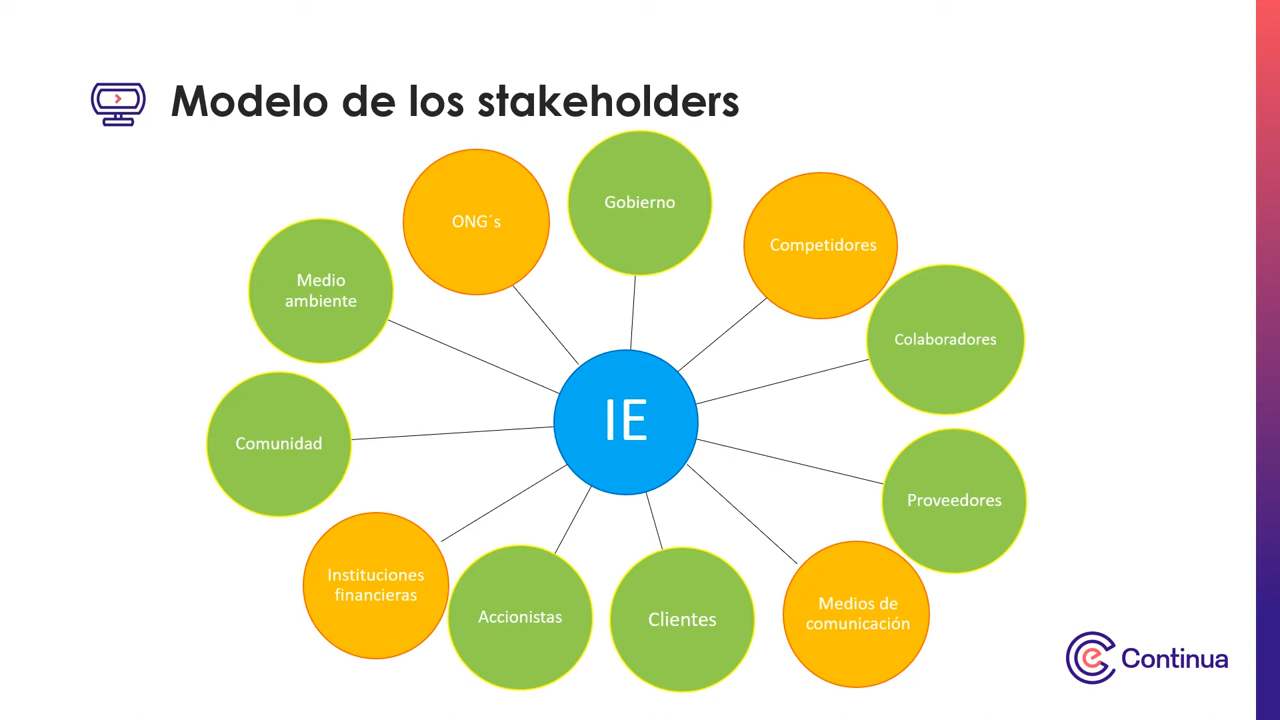 Modelo de los stakeholders
Gobierno
ONG´s
Competidores
Medio
ambiente
Colaboradores
IE
Comunidad
Proveedores
Instituciones
financieras
Accionistas
Clientes
Medios de
comunicación
Continua